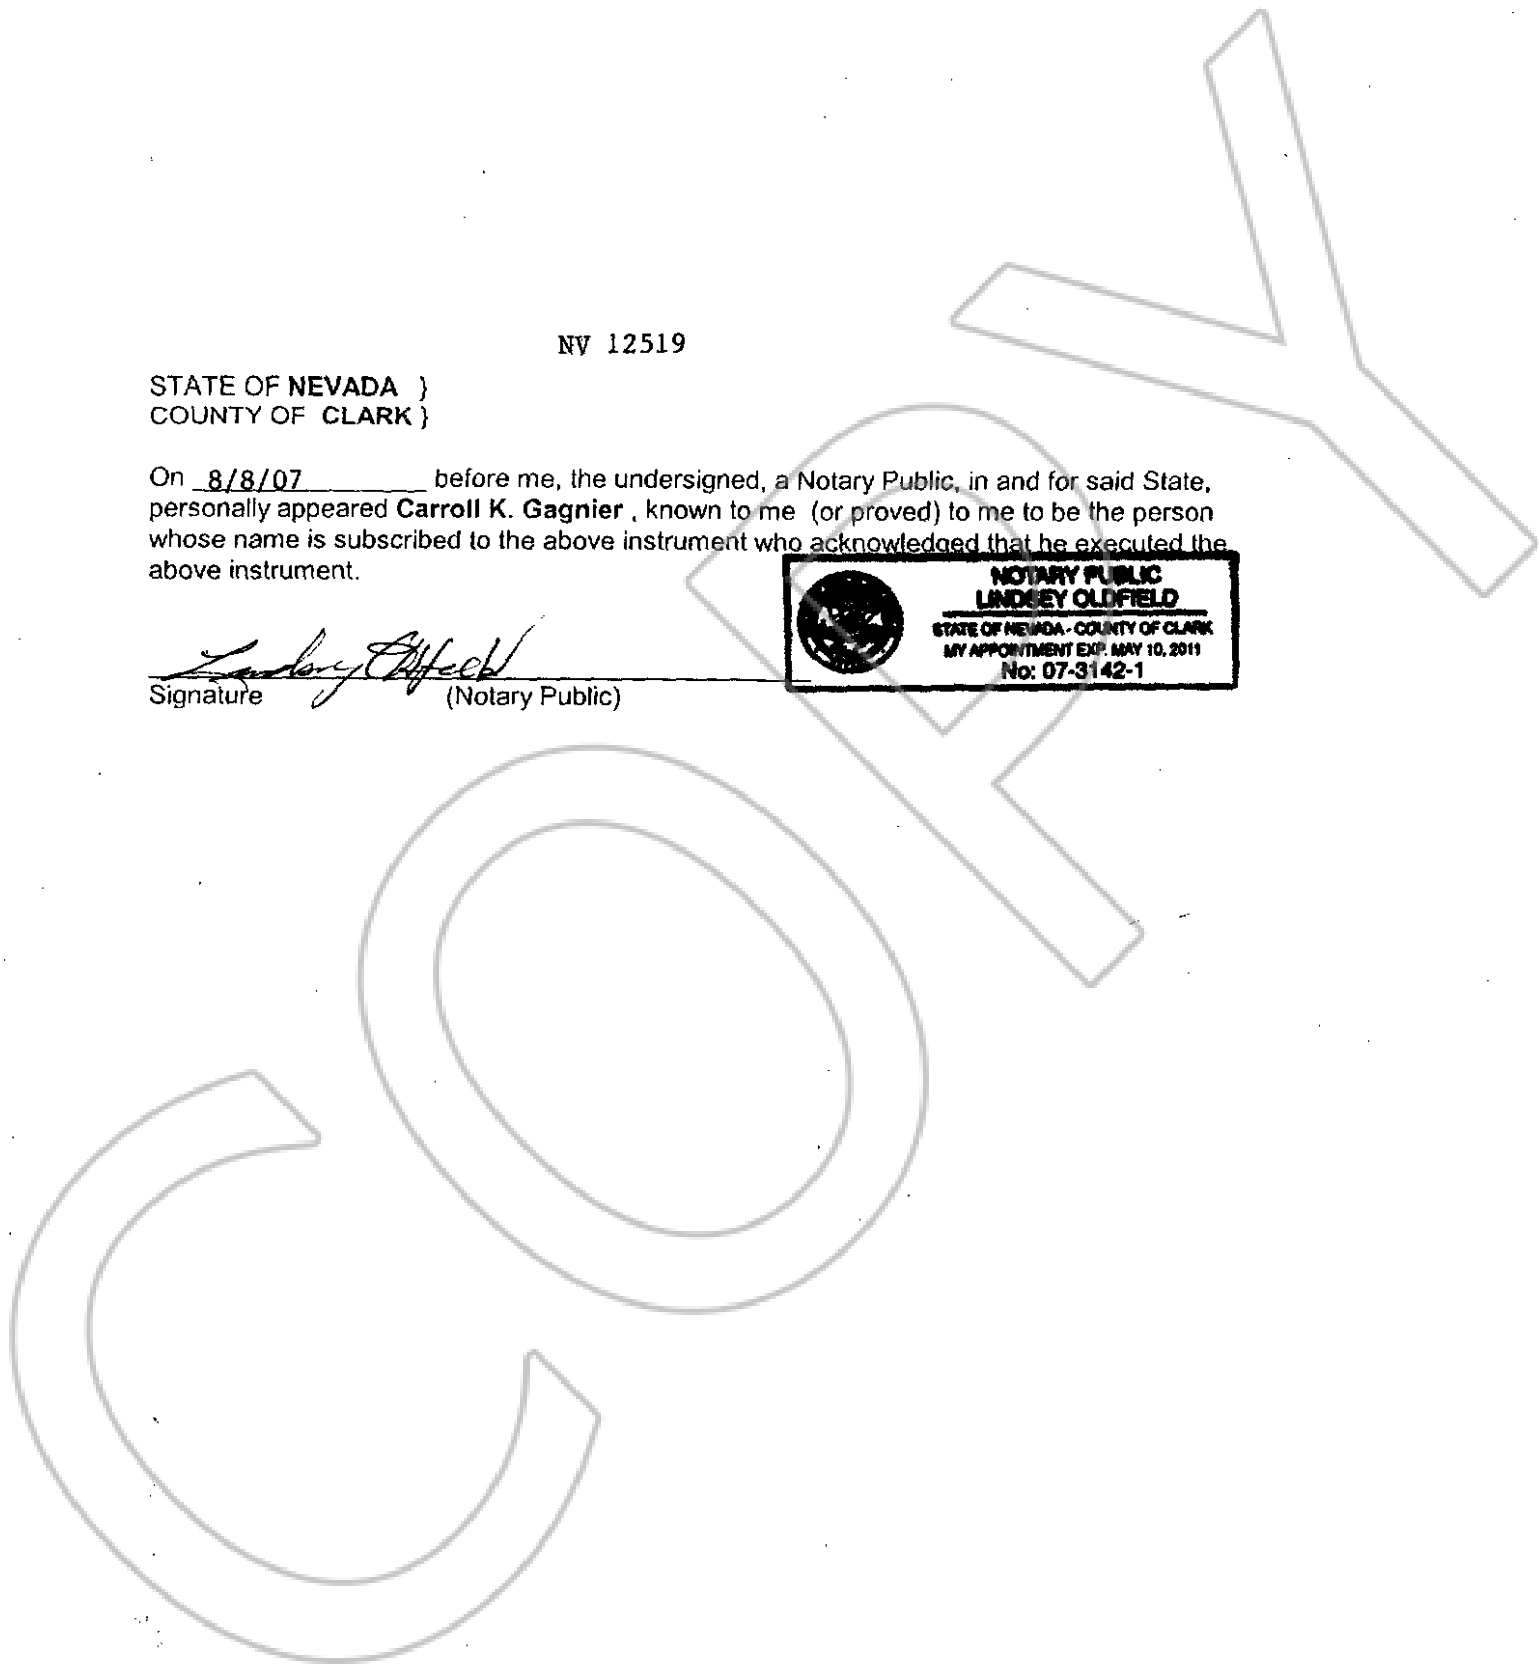 NV 12519
STATE OF NEVADA }
COUNTY OF CLARK }
On 8/8/07 before me, the undersigned, a Notary Public, in and for said State,
personally appeared Carroll K. Gagnier , known to me (or proved) to me to be the person
whose name is subscribed to the above instrument who acknowledged that he executed the
above instrument.
NOTARY PUBLIC
LINDSEY OLDFIELD
STATE OF NEVADA - COUNTY OF CLARK
MY APPOINTMENT EXP. MAY 10, 2011
No: 07-3142-1
Lindsey Oldfield
Signature (Notary Public)
COPY